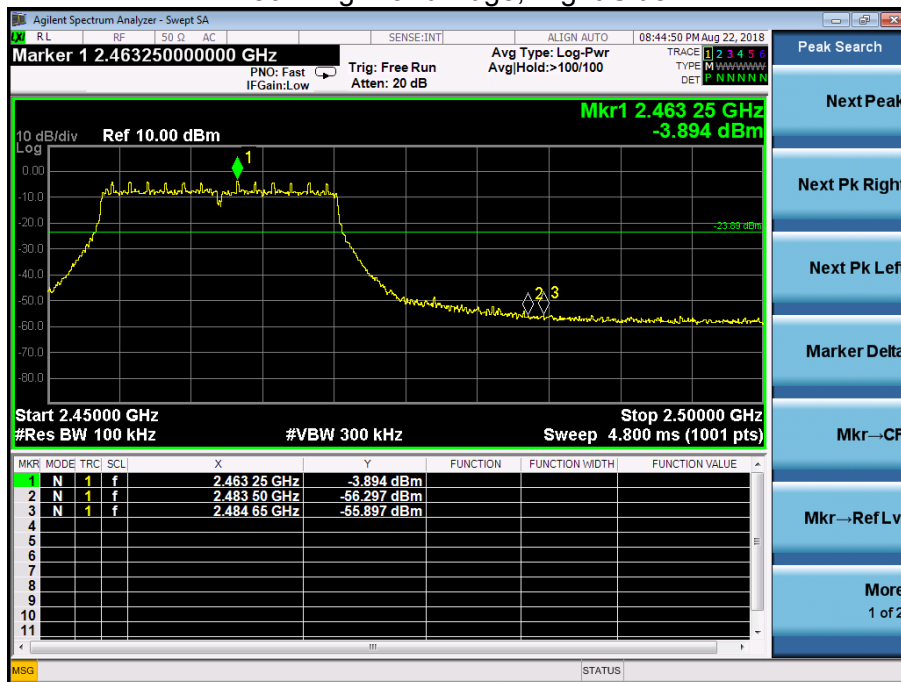 Agilent Spectrum Analyzer - Swept SA
LXI RL RF 50 Ω AC SENSE:INT ALIGN AUTO 08:44:50 PM Aug 22, 2018
Marker 1 2.463250000000 GHz
PNO: Fast
IFGain:Low
Trig: Free Run
Atten: 20 dB
Avg Type: Log-Pwr
Avg|Hold:>100/100
TRACE 1 2 3 4 5 6
TYPE M WWWWW
DET P N N N N N
Peak Search
Mkr1 2.463 25 GHz
-3.894 dBm
10 dB/div Ref 10.00 dBm
Log
1
0.00
-10.0
-20.0
-23.89 dBm
-30.0
-40.0
2 3
-50.0
-60.0
-70.0
-80.0
Start 2.45000 GHz Stop 2.50000 GHz
#Res BW 100 kHz #VBW 300 kHz Sweep 4.800 ms (1001 pts)
MKR MODE TRC SCL X Y FUNCTION FUNCTION WIDTH FUNCTION VALUE
1 N 1 f 2.463 25 GHz -3.894 dBm
2 N 1 f 2.483 50 GHz -56.297 dBm
3 N 1 f 2.484 65 GHz -55.897 dBm
4
5
6
7
8
9
10
11
Next Peak
Next Pk Right
Next Pk Left
Marker Delta
Mkr→CF
Mkr→Ref Lv
More
1 of 2
MSG STATUS